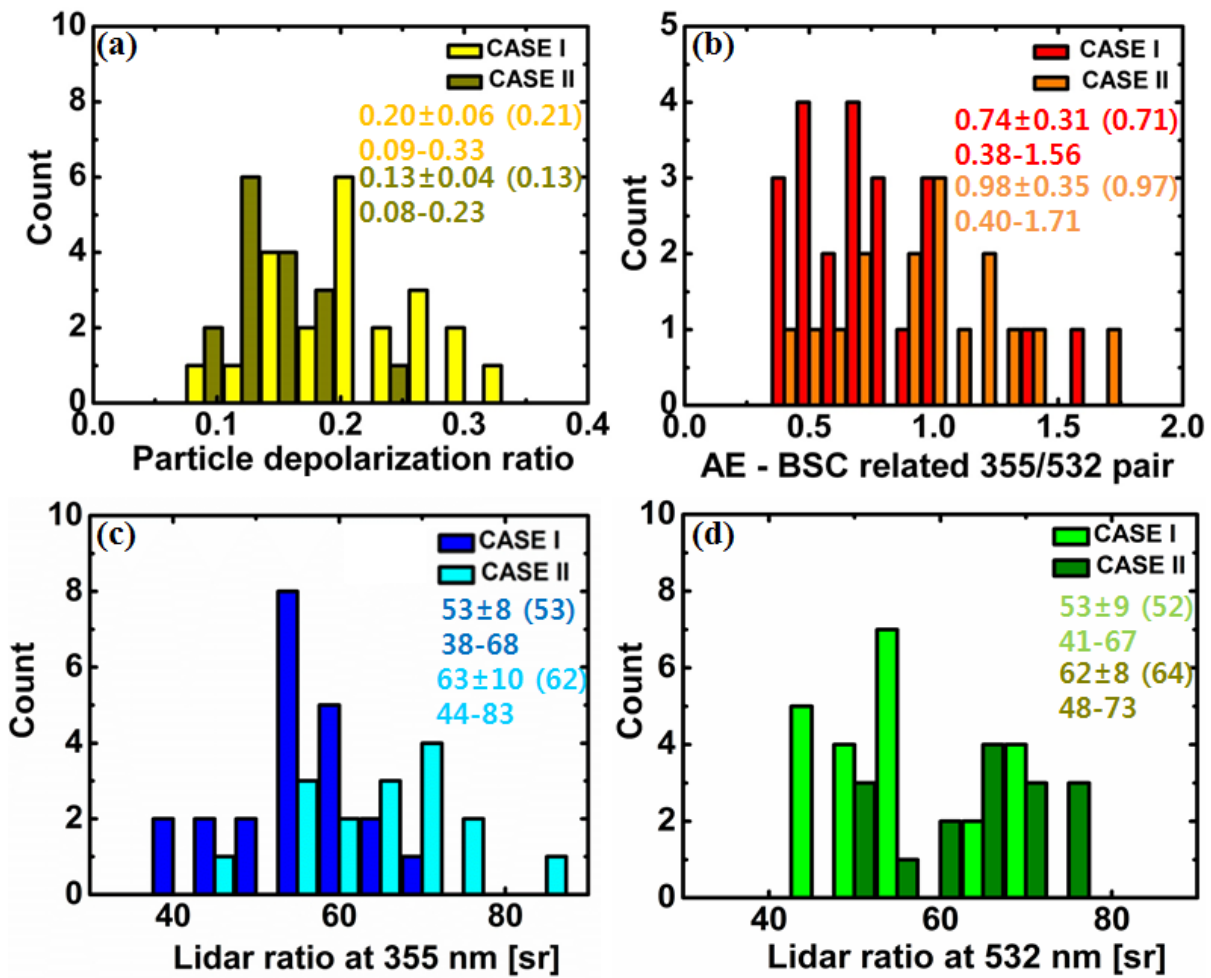 (a)
CASE I
CASE II
0.20±0.06 (0.21)
0.09-0.33
0.13±0.04 (0.13)
0.08-0.23
10
8
6
4
2
0
Count
0.0 0.1 0.2 0.3 0.4
Particle depolarization ratio
(b)
CASE I
CASE II
0.74±0.31 (0.71)
0.38-1.56
0.98±0.35 (0.97)
0.40-1.71
5
4
3
2
1
0
Count
0.0 0.5 1.0 1.5 2.0
AE - BSC related 355/532 pair
(c)
CASE I
CASE II
53±8 (53)
38-68
63±10 (62)
44-83
10
8
6
4
2
0
Count
40 60 80
Lidar ratio at 355 nm [sr]
(d)
CASE I
CASE II
53±9 (52)
41-67
62±8 (64)
48-73
10
8
6
4
2
0
Count
40 60 80
Lidar ratio at 532 nm [sr]